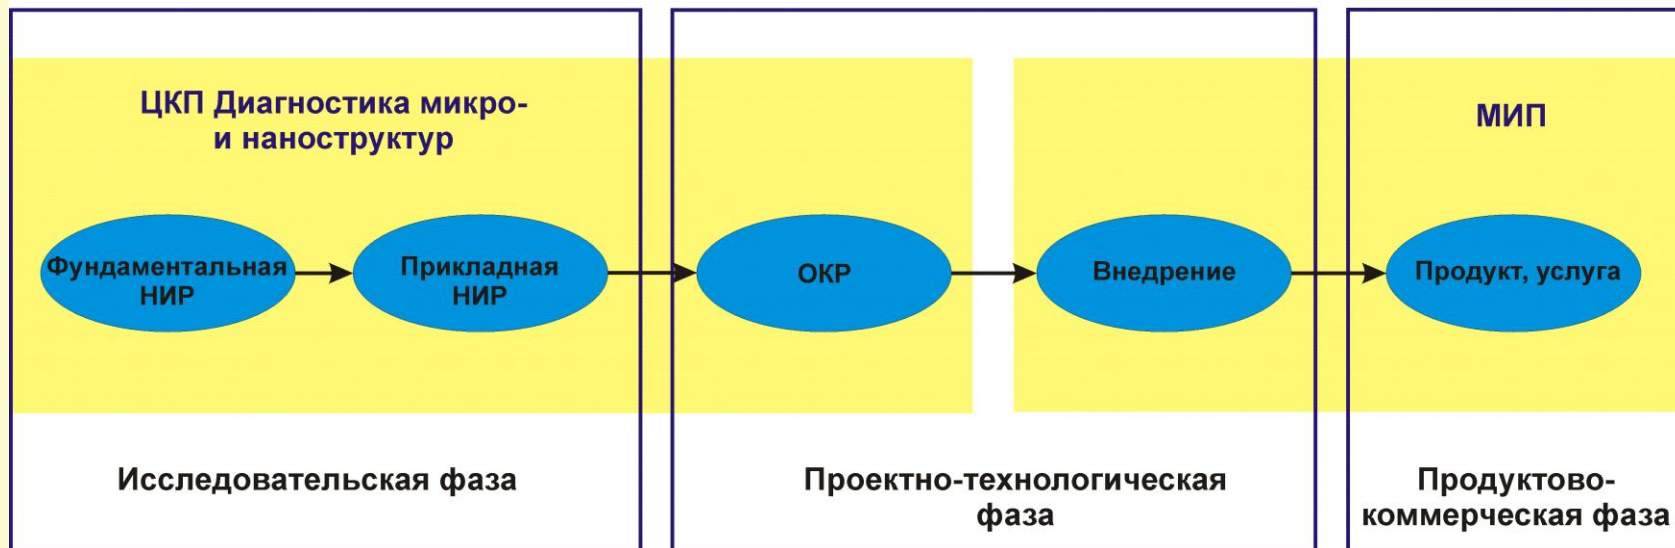 ЦКП Диагностика микро-
и наноструктур
МИП
Фундаментальная
НИР
Прикладная
НИР
ОКР
Внедрение
Продукт, услуга
Исследовательская фаза
Проектно-технологическая
фаза
Продуктово-
коммерческая фаза